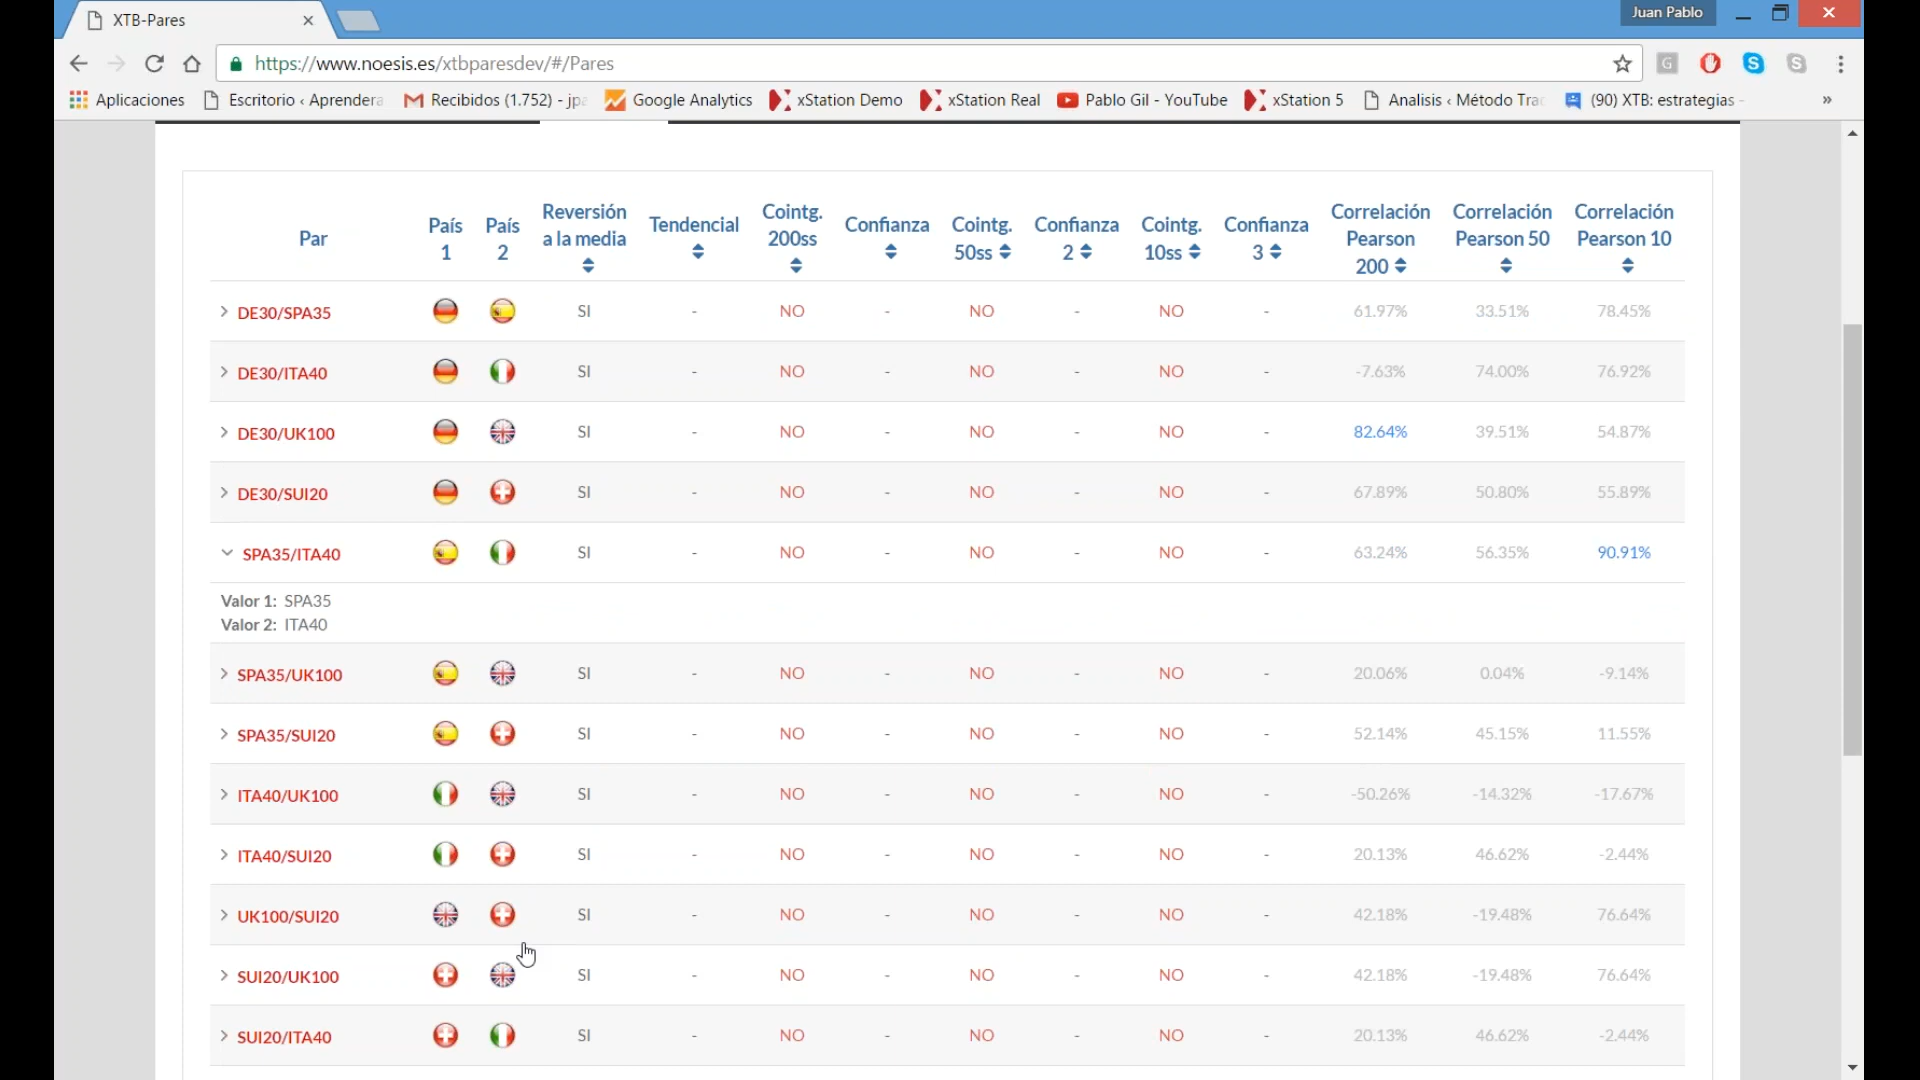 XTB-Pares
Juan Pablo
https://www.noesis.es/xtbparesdev/#/Pares
Aplicaciones Escritorio ‹ Aprendera Recibidos (1.752) - jpa Google Analytics xStation Demo xStation Real Pablo Gil - YouTube xStation 5 Analisis ‹ Método Tra (90) XTB: estrategias - »
Par País 1 País 2 Reversión a la media Tendencial Cointg. 200ss Confianza Cointg. 50ss Confianza 2 Cointg. 10ss Confianza 3 Correlación Pearson 200 Correlación Pearson 50 Correlación Pearson 10
DE30/SPA35 SI - NO - NO - NO - 61.97% 33.51% 78.45%
DE30/ITA40 SI - NO - NO - NO - -7.63% 74.00% 76.92%
DE30/UK100 SI - NO - NO - NO - 82.64% 39.51% 54.87%
DE30/SUI20 SI - NO - NO - NO - 67.89% 50.80% 55.89%
SPA35/ITA40 SI - NO - NO - NO - 63.24% 56.35% 90.91%
Valor 1: SPA35
Valor 2: ITA40
SPA35/UK100 SI - NO - NO - NO - 20.06% 0.04% -9.14%
SPA35/SUI20 SI - NO - NO - NO - 52.14% 45.15% 11.55%
ITA40/UK100 SI - NO - NO - NO - -50.26% -14.32% -17.67%
ITA40/SUI20 SI - NO - NO - NO - 20.13% 46.62% -2.44%
UK100/SUI20 SI - NO - NO - NO - 42.18% -19.48% 76.64%
SUI20/UK100 SI - NO - NO - NO - 42.18% -19.48% 76.64%
SUI20/ITA40 SI - NO - NO - NO - 20.13% 46.62% -2.44%